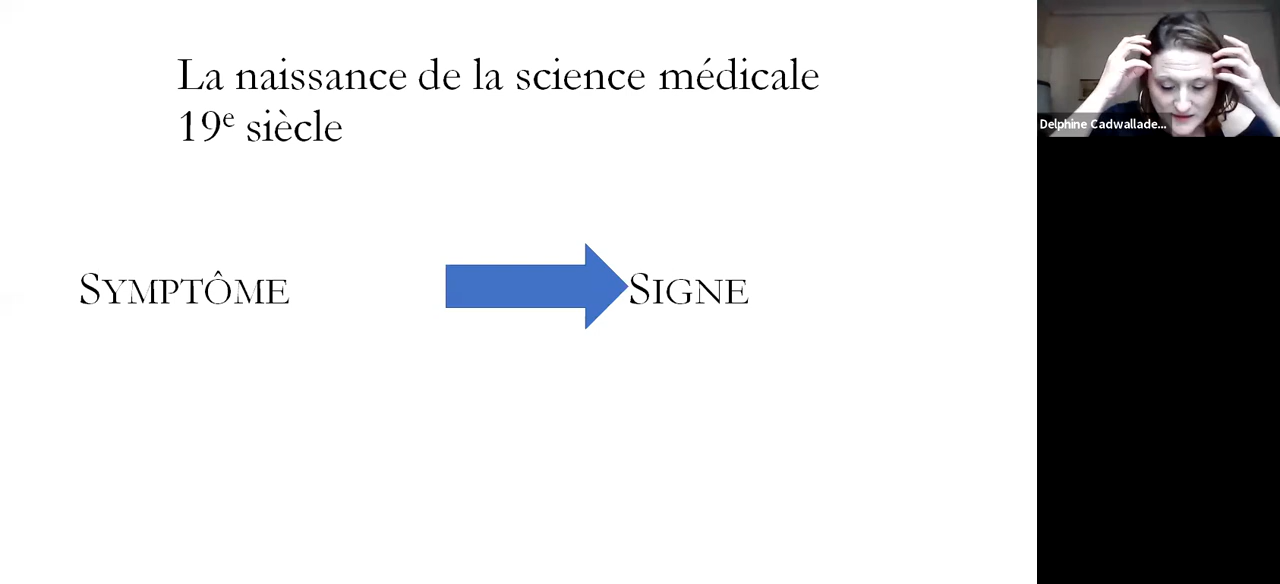 La naissance de la science médicale
19e siècle
SYMPTÔME
SIGNE
Delphine Cadwallade...